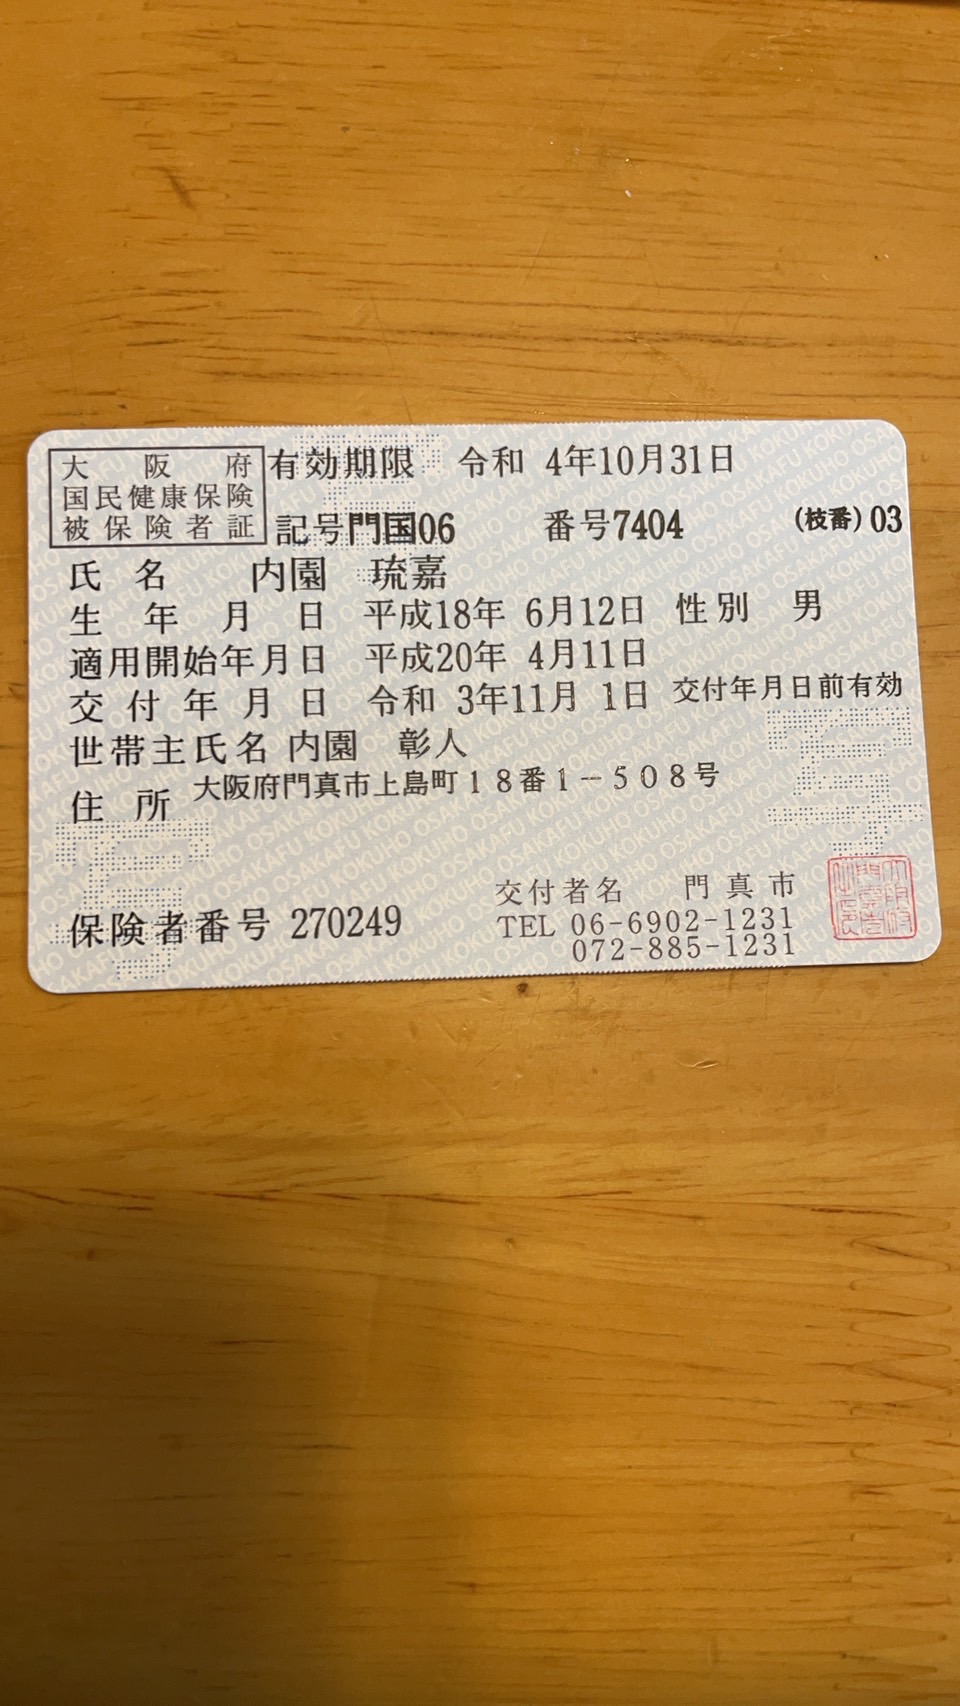 大阪府
国民健康保険
被保険者証
有効期限 令和 4年10月31日
記号門国06 番号7404 (枝番)03
氏名 内園 琉嘉
生年月日 平成18年 6月12日 性別 男
適用開始年月日 平成20年 4月11日
交付年月日 令和 3年11月 1日 交付年月日前有効
世帯主氏名 内園 彰人
住所 大阪府門真市上島町18番1-508号
保険者番号 270249
交付者名 門真市
TEL 06-6902-1231
072-885-1231